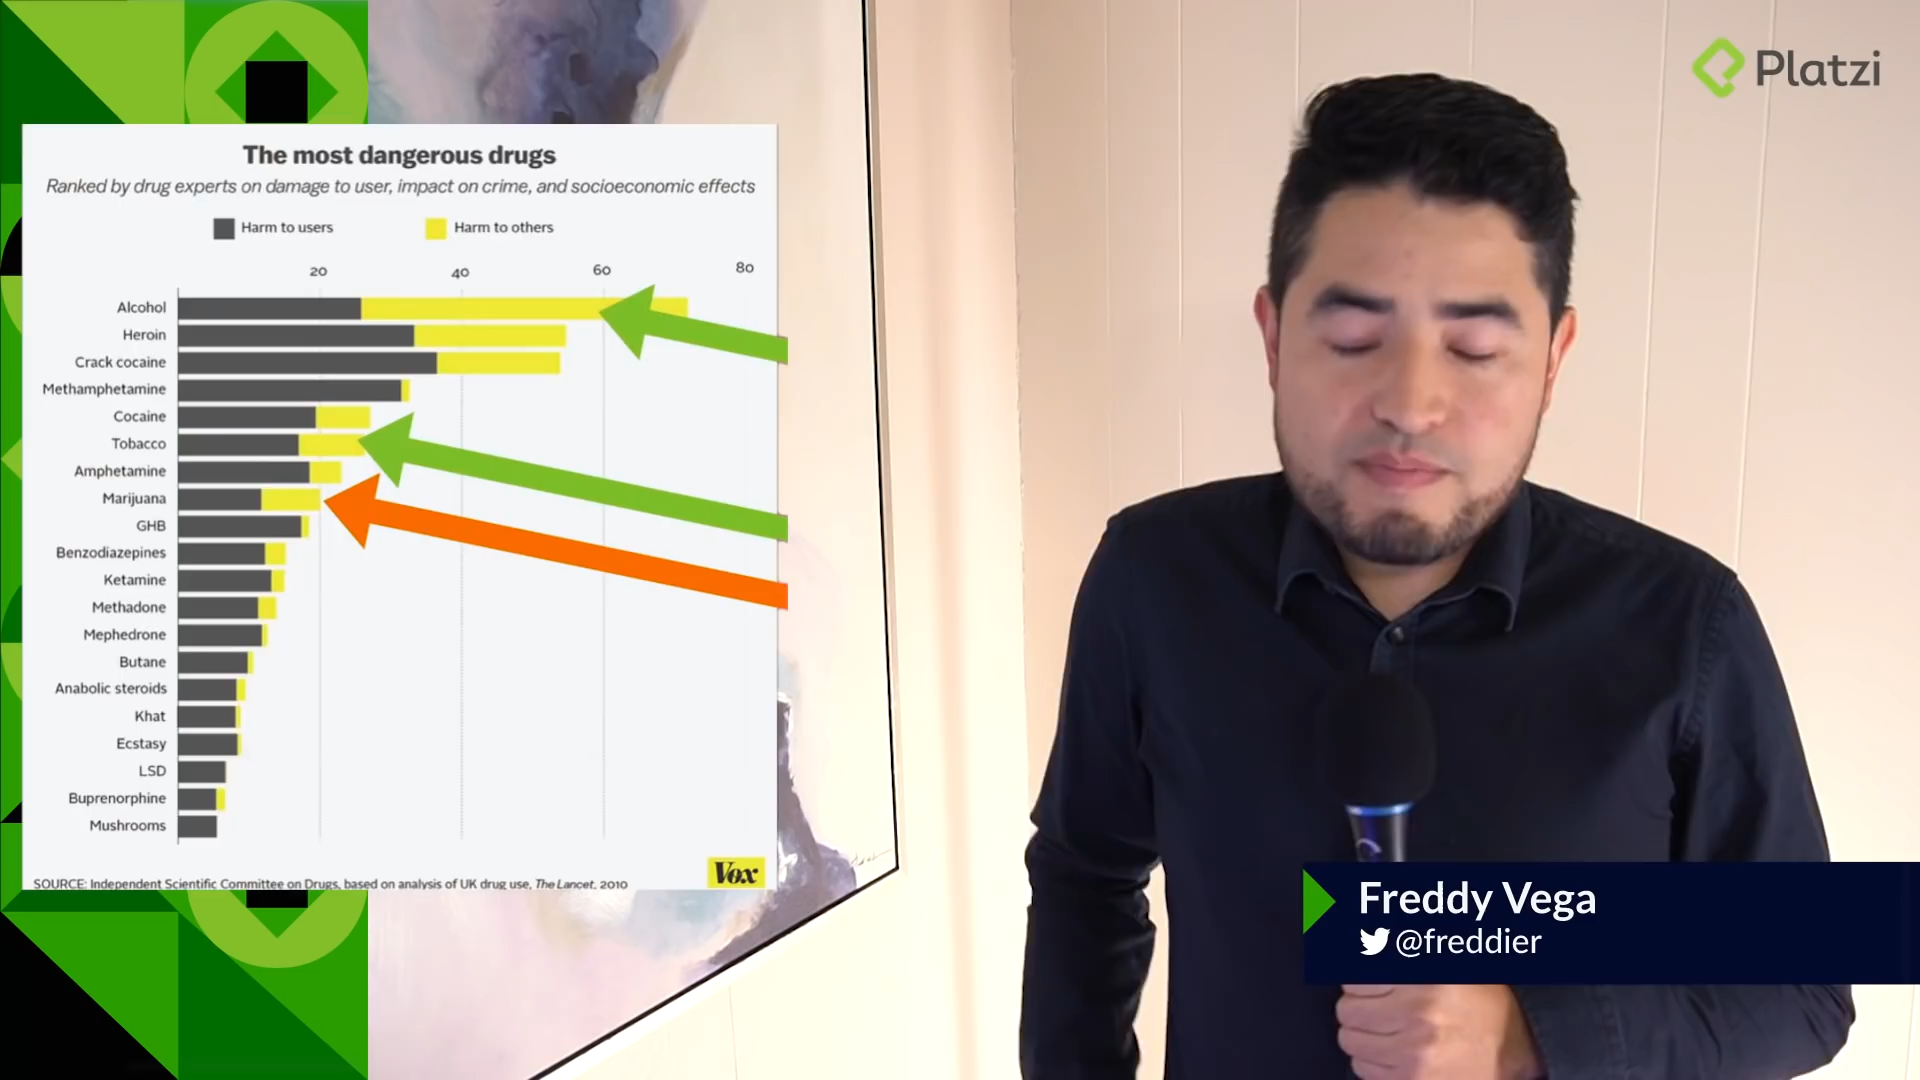 Platzi
The most dangerous drugs
Ranked by drug experts on damage to user, impact on crime, and socioeconomic effects
Harm to users
Harm to others
20 40 60 80
Alcohol
Heroin
Crack cocaine
Methamphetamine
Cocaine
Tobacco
Amphetamine
Marijuana
GHB
Benzodiazepines
Ketamine
Methadone
Mephedrone
Butane
Anabolic steroids
Khat
Ecstasy
LSD
Buprenorphine
Mushrooms
Vox
SOURCE: Independent Scientific Committee on Drugs, based on analysis of UK drug use, The Lancet, 2010
Freddy Vega
@freddier